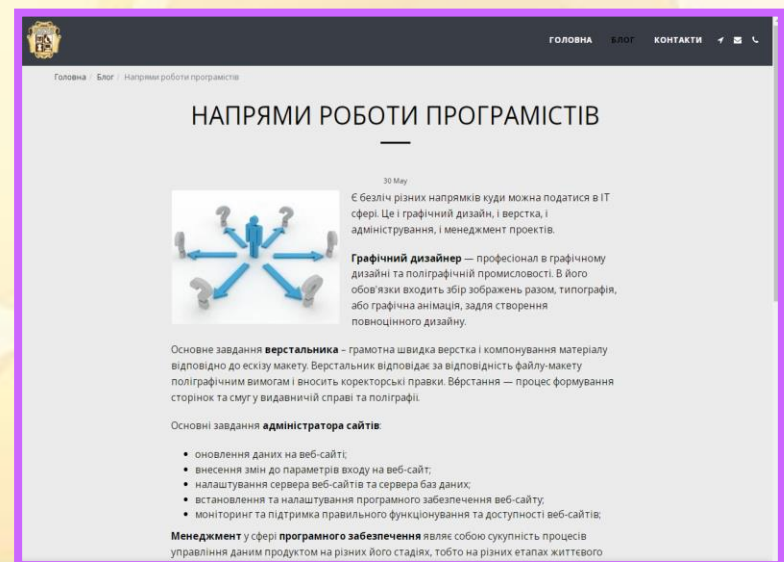 ГОЛОВНА БЛОГ КОНТАКТИ
Головна / Блог / Напрями роботи програмістів
НАПРЯМИ РОБОТИ ПРОГРАМІСТІВ
30 May
Є безліч різних напрямків куди можна податися в ІТ
сфері. Це і графічний дизайн, і верстка, і
адміністрування, і менеджмент проектів.
Графічний дизайнер — професіонал в графічному
дизайні та поліграфічній промисловості. В його
обов'язки входить збір зображень разом, типографія,
або графічна анімація, задля створення
повноцінного дизайну.
Основне завдання верстальника – грамотна швидка верстка і компонування матеріалу
відповідно до ескізу макету. Верстальник відповідає за відповідність файлу-макету
поліграфічним вимогам і вносить коректорські правки. Ве́рстання — процес формування
сторінок та смуг у видавничій справі та поліграфії.
Основні завдання адміністратора сайтів:
• оновлення даних на веб-сайті;
• внесення змін до параметрів входу на веб-сайт;
• налаштування сервера веб-сайтів та сервера баз даних;
• встановлення та налаштування програмного забезпечення веб-сайту;
• моніторинг та підтримка правильного функціонування та доступності веб-сайтів;
Менеджмент у сфері програмного забезпечення являє собою сукупність процесів
управління даним продуктом на різних його стадіях, тобто на різних етапах життєвого